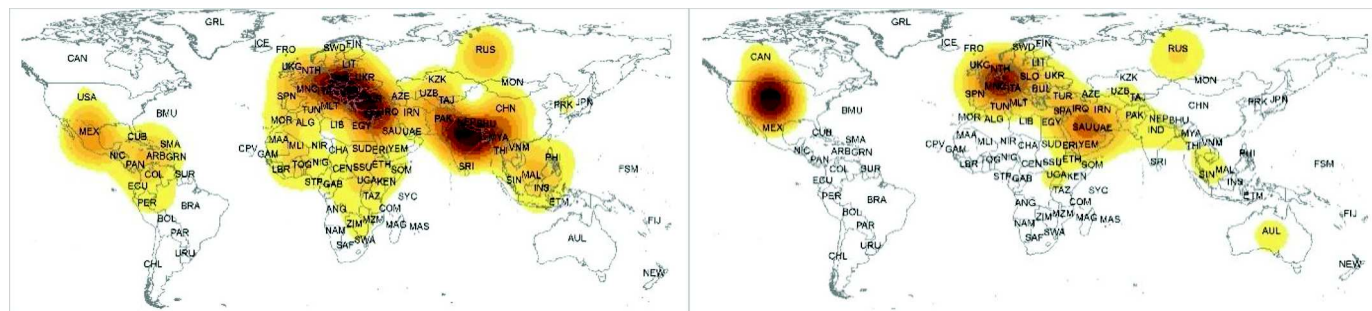 GRL
ICE
FRO
SWD
FIN
RUS
CAN
UKG
NTH
LIT
UKR
KZK
MON
USA
SPN
MNC
AZE
UZB
TAJ
CHN
PRK
JPN
BMU
TUN
MLT
IRN
PAK
MEX
CUB
MOR
ALG
LIB
EGY
SAU
UAE
MYA
SMA
MAA
MLI
NIR
CHA
SUD
ERI
YEM
THI
VNM
NIC
ARB
GRN
CPV
GAM
PHI
PAN
COL
SUR
LBR
TOG
NIG
CEN
SSU
ETH
SOM
SRI
MAL
FSM
ECU
STP
GAB
UGA
KEN
SIN
INS
PER
BRA
TAZ
SYC
ETM
BOL
ANG
COM
FIJ
PAR
ZIM
MZM
MAG
MAS
NAM
SWA
AUL
URU
SAF
CHL
NEW
GRL
ICE
FRO
SWD
FIN
RUS
CAN
UKG
NTH
LIT
SLO
UKR
KZK
MON
SPN
MNC
ITA
BUL
TUR
AZE
UZB
TAJ
CHN
PRK
JPN
BMU
TUN
MLT
IRQ
IRN
PAK
NEP
BHU
MEX
MOR
ALG
LIB
EGY
SAU
UAE
IND
MYA
CUB
SMA
MAA
MLI
NIR
CHA
SUD
ERI
YEM
THI
VNM
NIC
ARB
GRN
CPV
GAM
PHI
PAN
COL
SUR
LBR
TOG
NIG
CEN
SSU
ETH
SOM
SRI
MAL
FSM
ECU
STP
GAB
UGA
KEN
SIN
INS
PER
BRA
TAZ
SYC
ETM
BOL
ANG
COM
FIJ
PAR
ZIM
MZM
MAG
MAS
NAM
SWA
AUL
URU
SAF
CHL
NEW